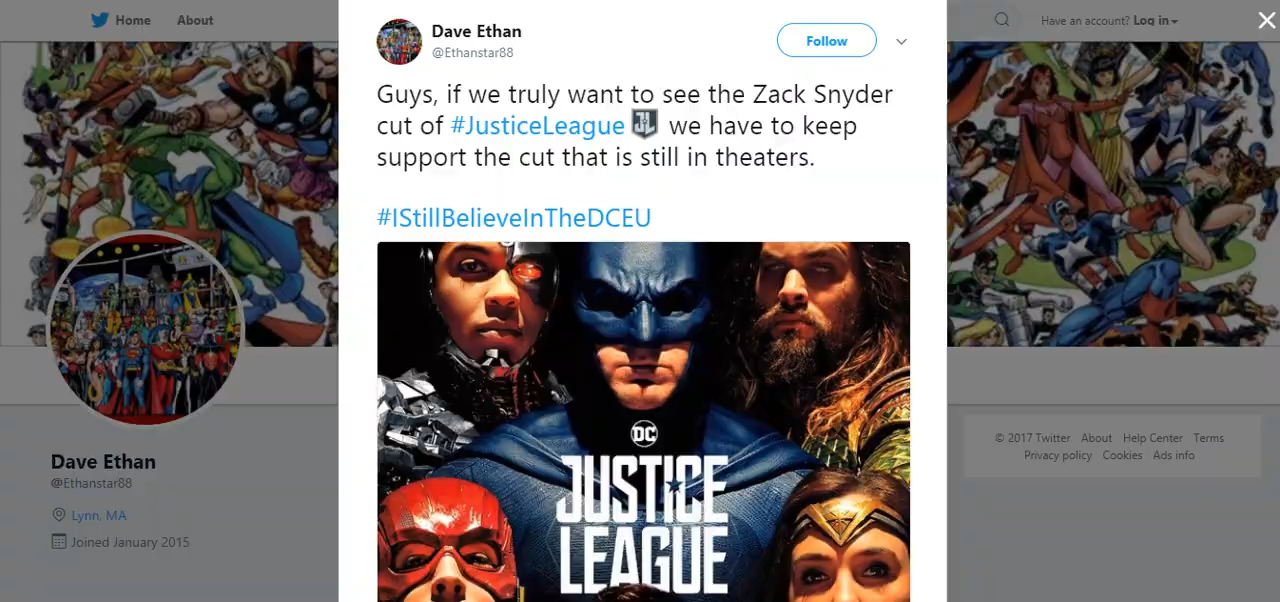 Home
About
Dave Ethan
@Ethanstar88
Follow
Have an account? Log in
Guys, if we truly want to see the Zack Snyder
cut of #JusticeLeague we have to keep
support the cut that is still in theaters.
#IStillBelieveInTheDCEU
DC
JUSTICE
LEAGUE
Dave Ethan
@Ethanstar88
Lynn, MA
Joined January 2015
© 2017 Twitter About Help Center Terms
Privacy policy Cookies Ads info